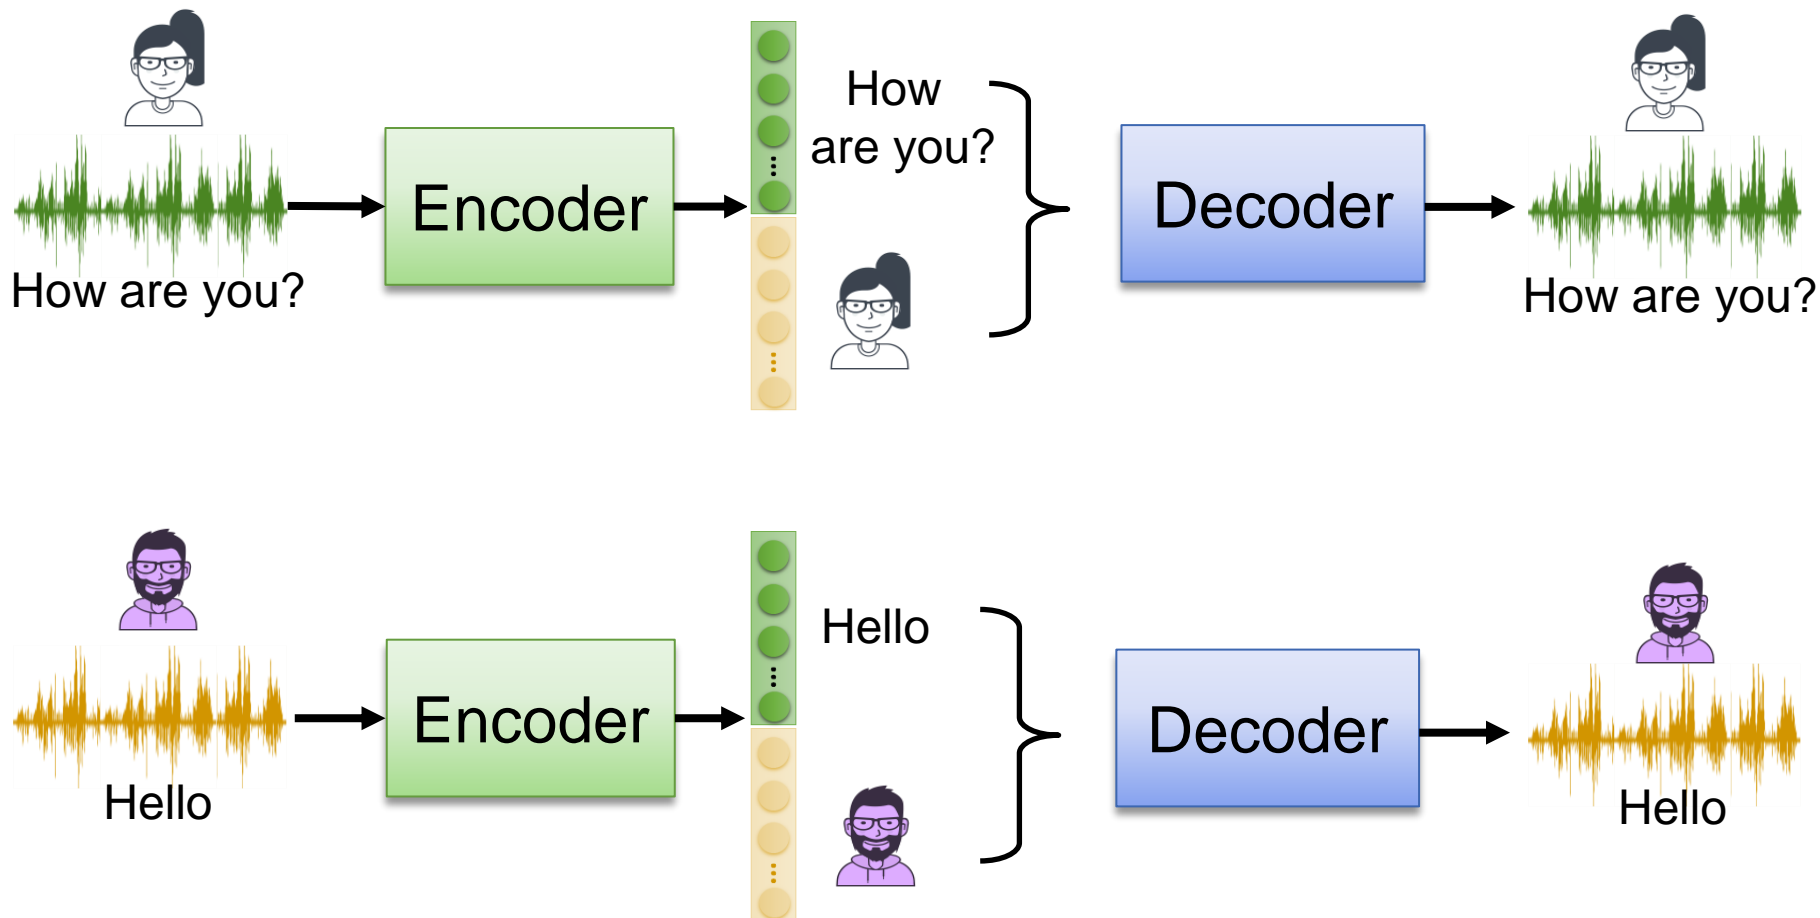 How
are you?
Encoder
Decoder
How are you?
How are you?
Hello
Encoder
Decoder
Hello
Hello